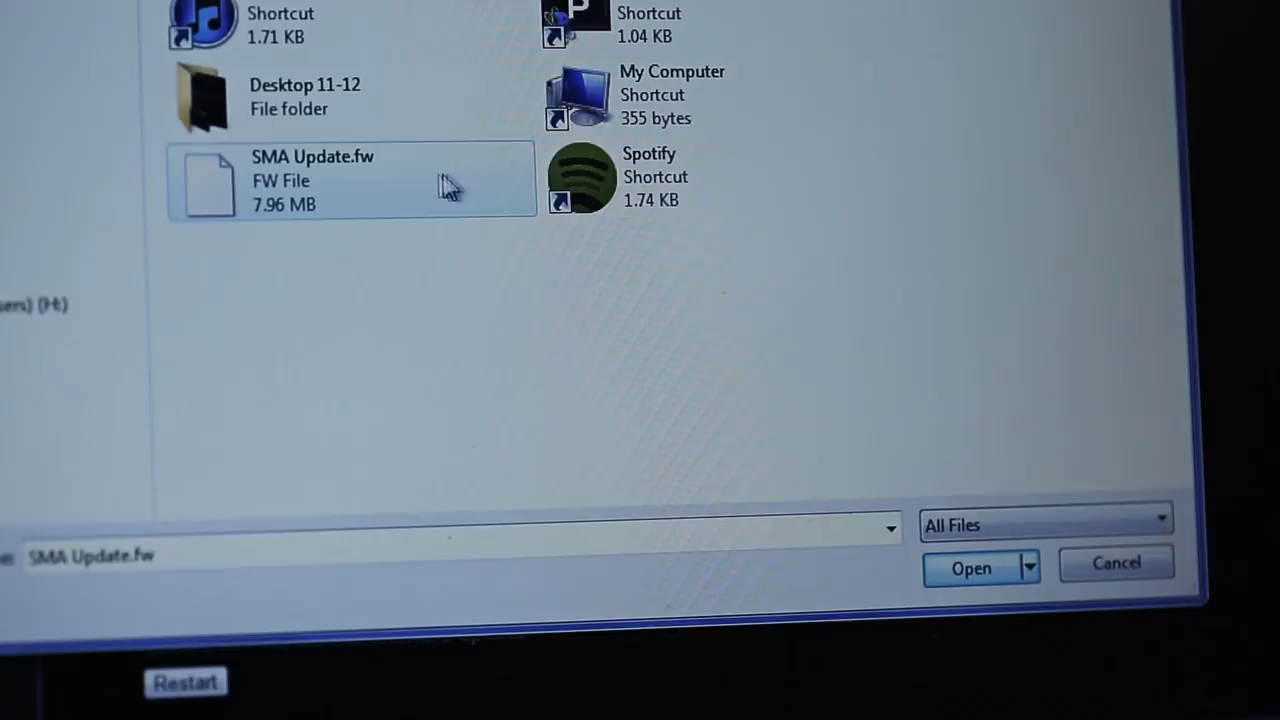 Shortcut
1.71 KB
Shortcut
1.04 KB
Desktop 11-12
File folder
My Computer
Shortcut
355 bytes
SMA Update.fw
FW File
7.96 MB
Spotify
Shortcut
1.74 KB
(H:)
SMA Update.fw
All Files
Open
Cancel
Restart